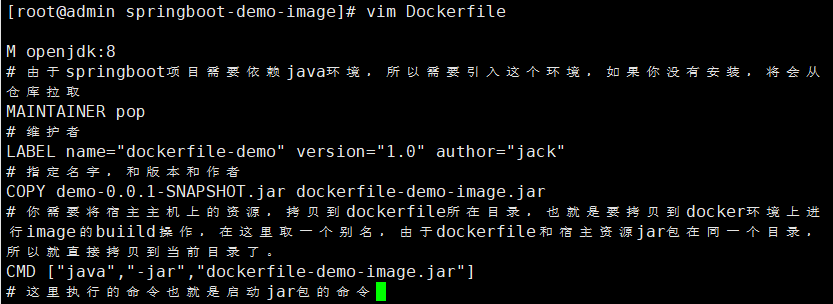 [root@admin springboot-demo-image]# vim Dockerfile
M openjdk:8
# 由于springboot项目需要依赖java环境，所以需要引入这个环境，如果你没有安装，将会从
仓库拉取
MAINTAINER pop
# 维护者
LABEL name="dockerfile-demo" version="1.0" author="jack"
# 指定名字，和版本和作者
COPY demo-0.0.1-SNAPSHOT.jar dockerfile-demo-image.jar
# 你需要将宿主主机上的资源，拷贝到dockerfile所在目录，也就是要拷贝到docker环境上进
行image的buiild操作，在这里取一个别名，由于dockerfile和宿主资源jar包在同一个目录，
所以就直接拷贝到当前目录了。
CMD ["java","-jar","dockerfile-demo-image.jar"]
# 这里执行的命令也就是启动jar包的命令